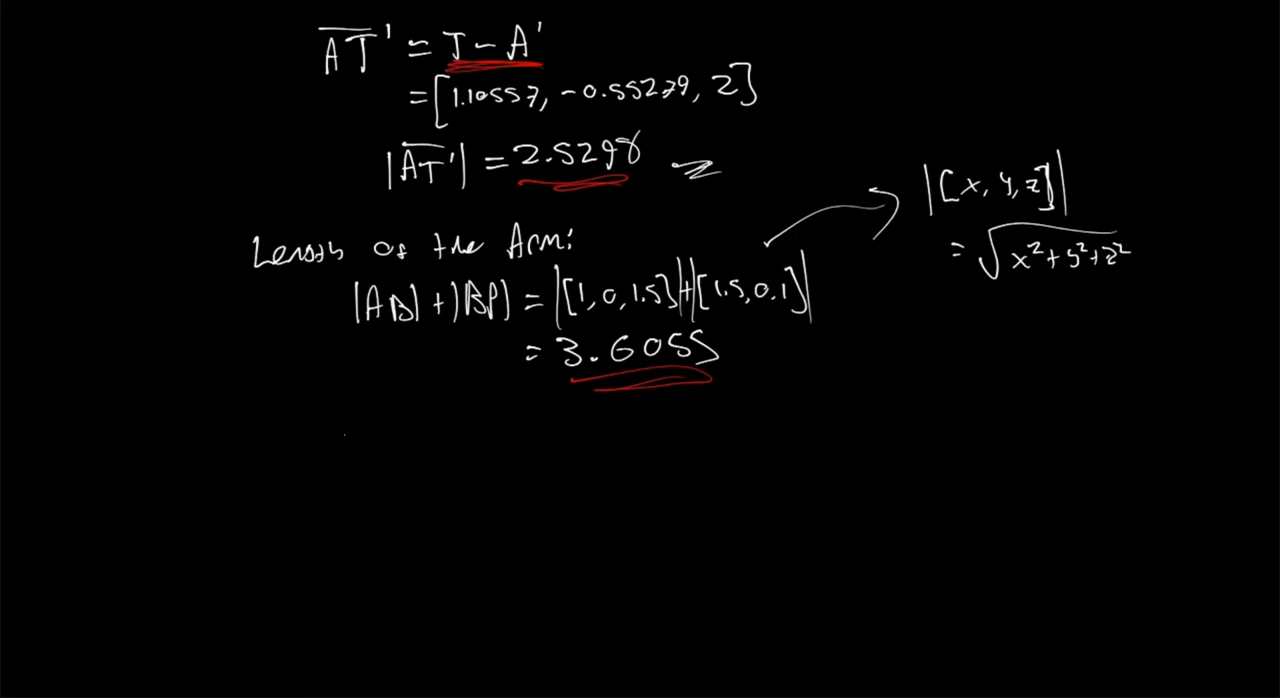 AT' = T - A'
= [1.10557, -0.55279, 2]
|AT'| = 2.5298
Length of the Arm:
|AB| + |BP| = |[1, 0, 1.5]| + |[1.5, 0.1]|
= 3.6055
|[x, y, z]|
= √x²+y²+z²